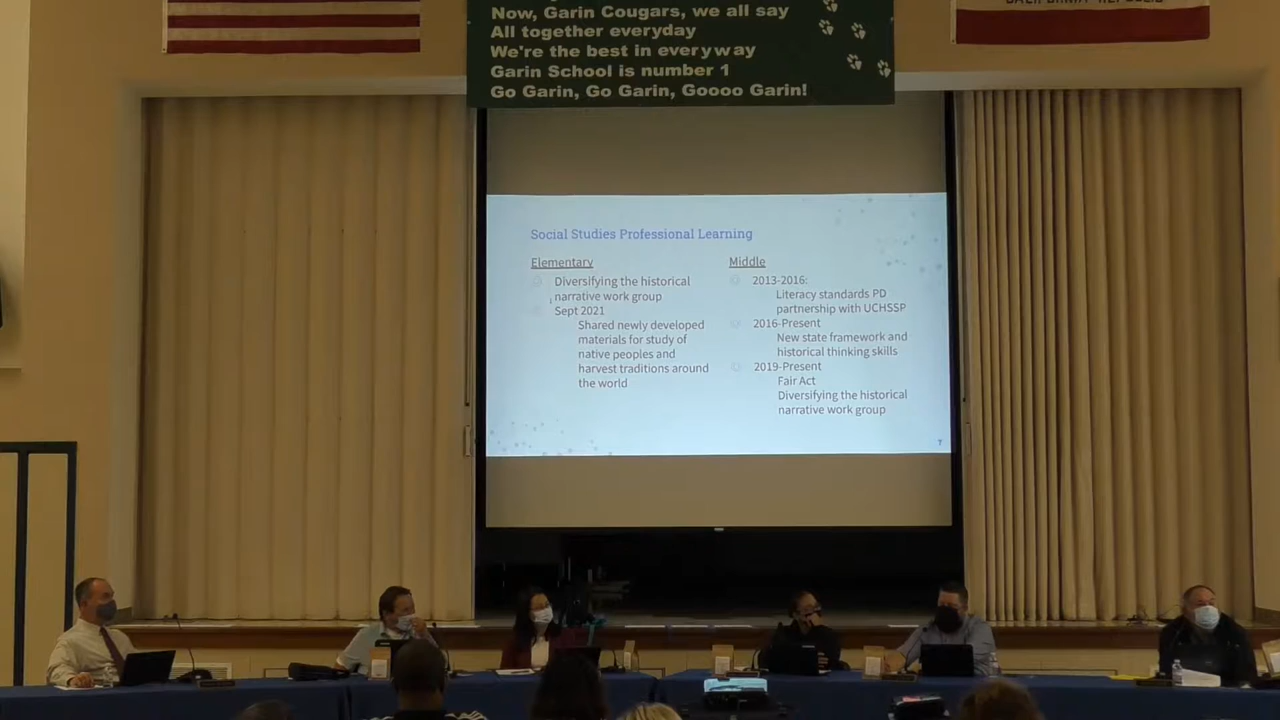 Now, Garin Cougars, we all say
All together everyday
We're the best in everyway
Garin School is number 1
Go Garin, Go Garin, Goooo Garin!
Social Studies Professional Learning
Elementary
Diversifying the historical
narrative work group
Sept 2021
Shared newly developed
materials for study of
native peoples and
harvest traditions around
the world
Middle
2013-2016:
Literacy standards PD
partnership with UCHSSP
2016-Present
New state framework and
historical thinking skills
2019-Present
Fair Act
Diversifying the historical
narrative work group
7